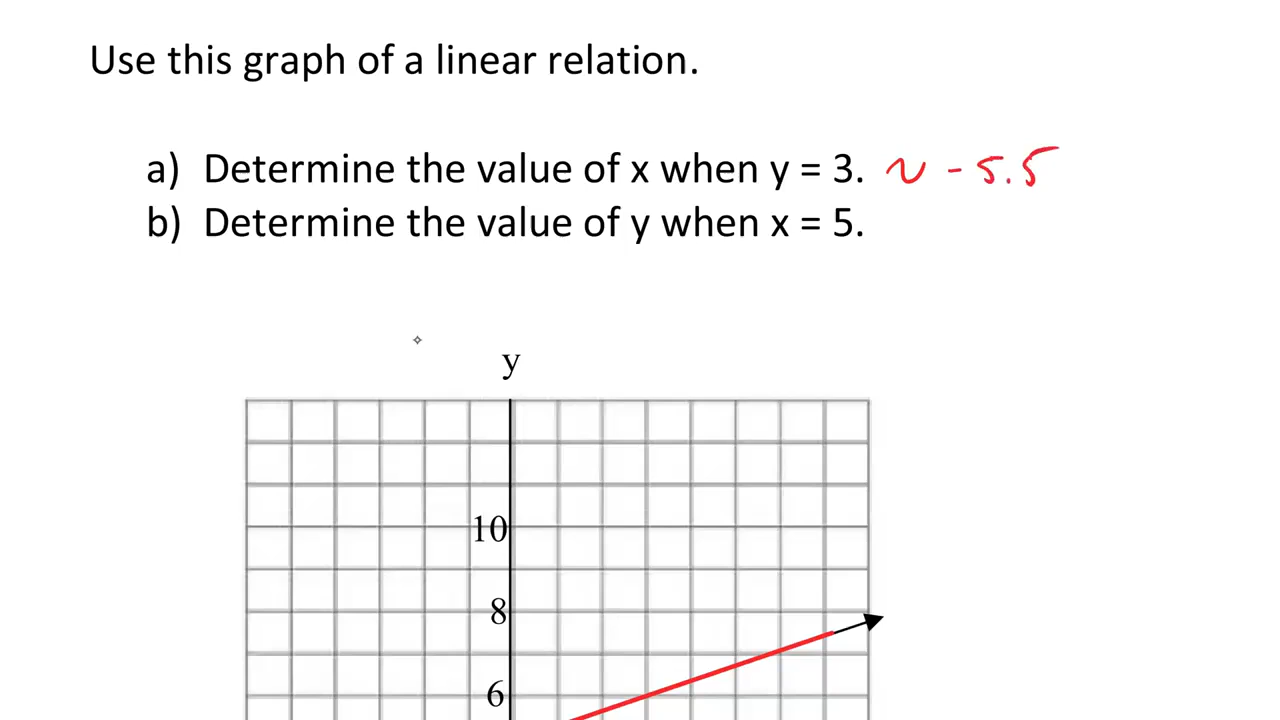 Use this graph of a linear relation.
a) Determine the value of x when y = 3. ~ -5.5
b) Determine the value of y when x = 5.
y
10
8
6